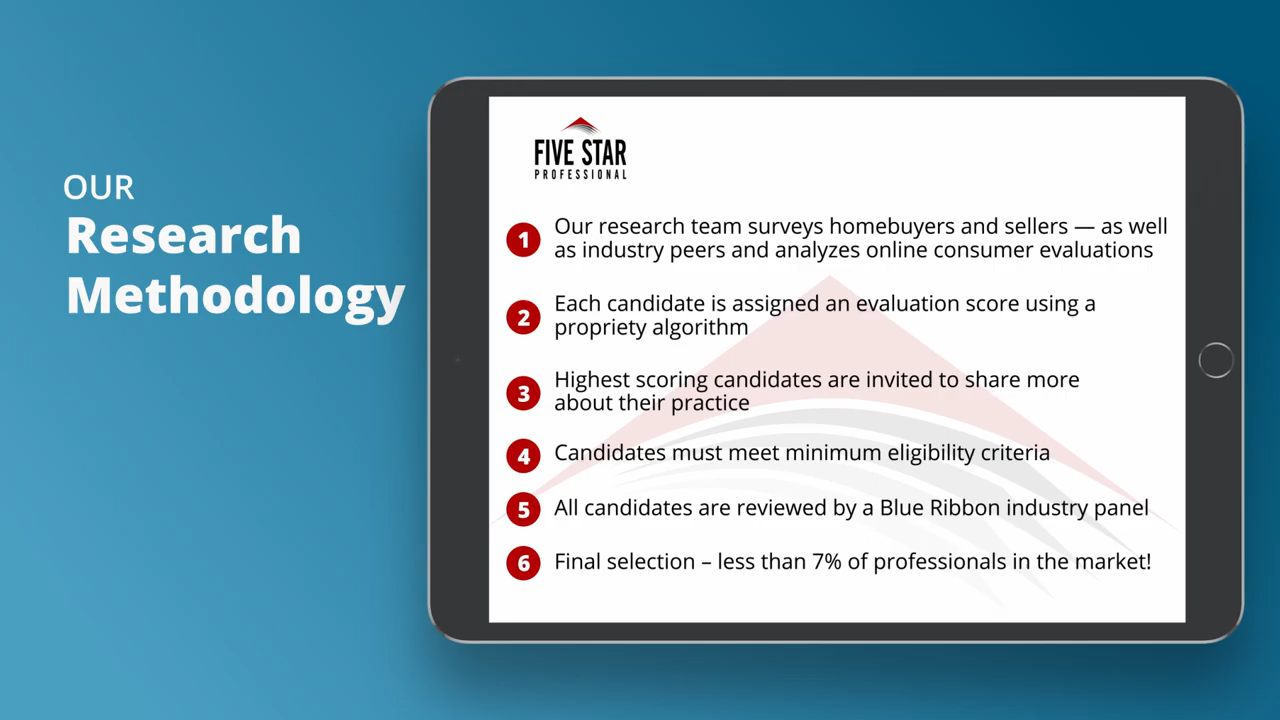 OUR
Research
Methodology
FIVE STAR
PROFESSIONAL
1 Our research team surveys homebuyers and sellers — as well
as industry peers and analyzes online consumer evaluations
2 Each candidate is assigned an evaluation score using a
propriety algorithm
3 Highest scoring candidates are invited to share more
about their practice
4 Candidates must meet minimum eligibility criteria
5 All candidates are reviewed by a Blue Ribbon industry panel
6 Final selection – less than 7% of professionals in the market!